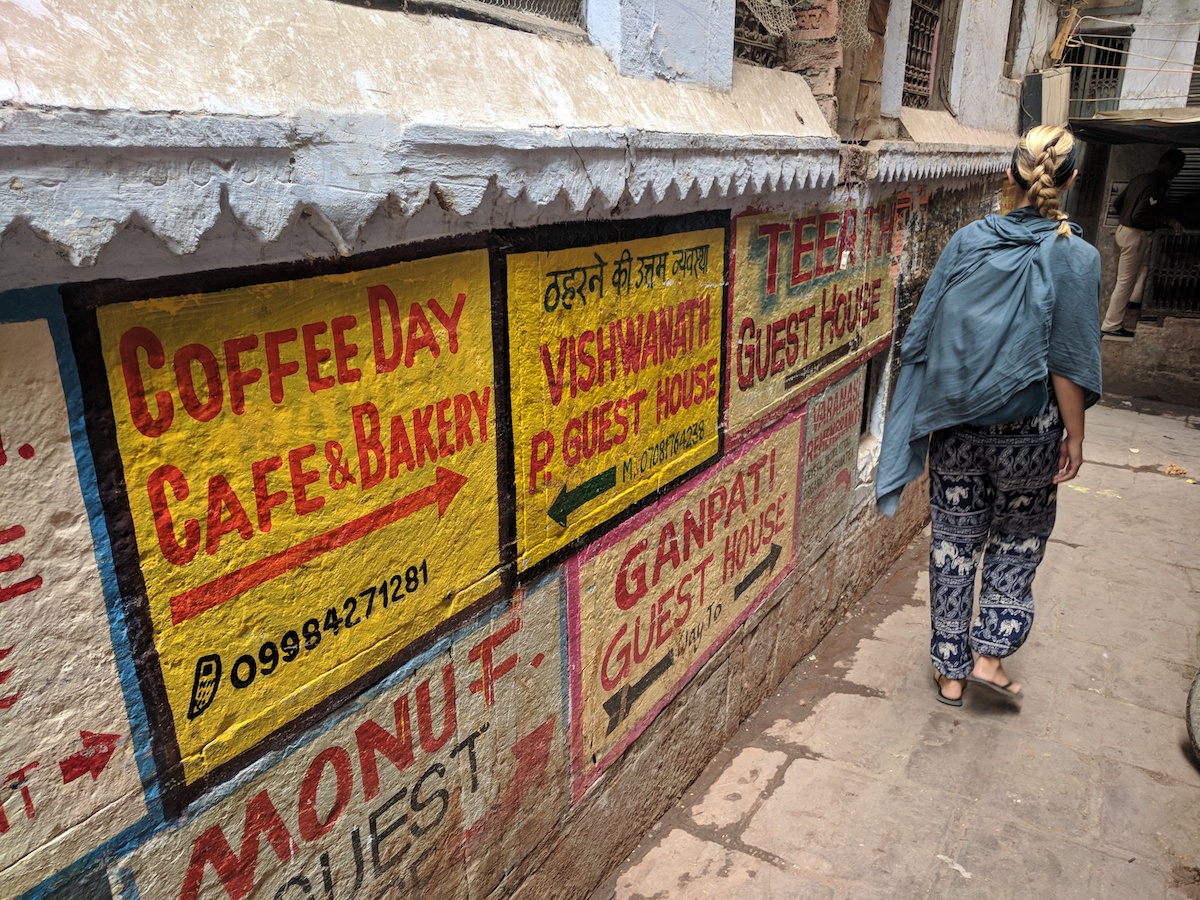 COFFEE DAY
CAFE & BAKERY
09984271281
ठहरने की उत्तम व्यवस्था
VISHWANATH
P. GUEST HOUSE
M. 07081764238
TEERTH
GUEST HOUSE
GANPATI
GUEST HOUSE
Way To
MONU F.
GUEST